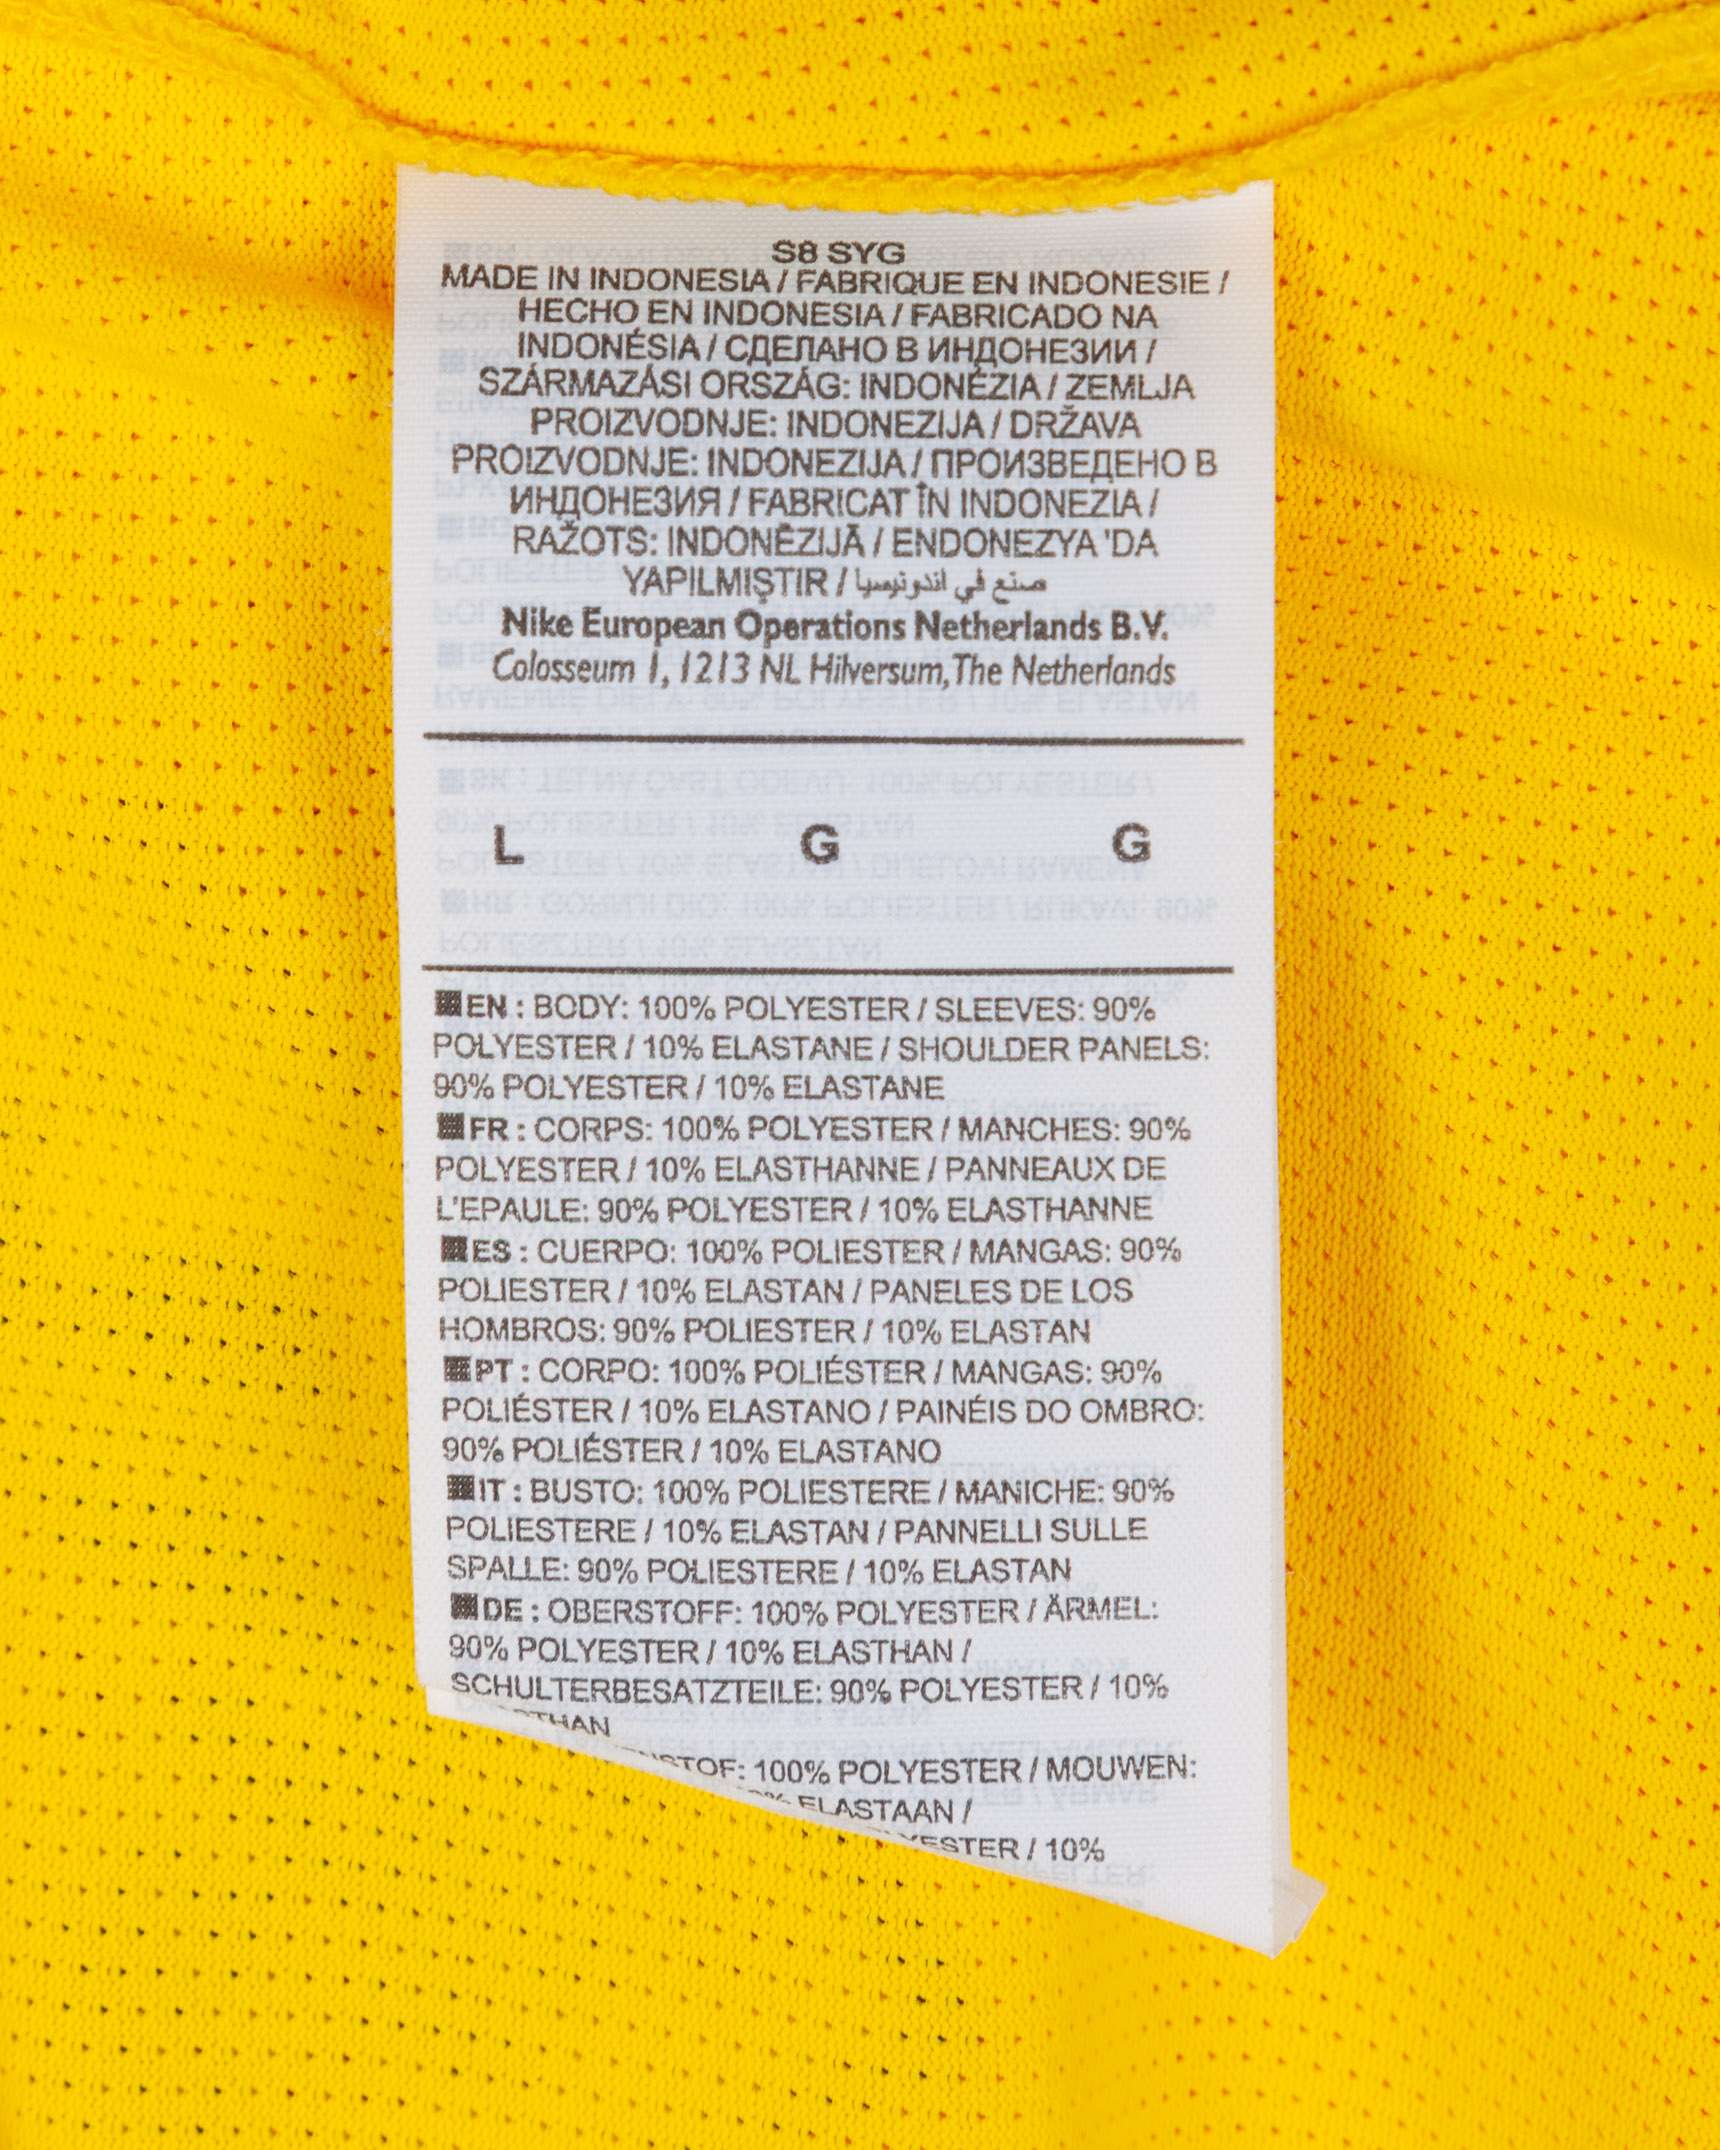 S8 SYG
MADE IN INDONESIA / FABRIQUE EN INDONESIE /
HECHO EN INDONESIA / FABRICADO NA
INDONÉSIA / СДЕЛАНО В ИНДОНЕЗИИ /
SZÁRMAZÁSI ORSZÁG: INDONÉZIA / ZEMLJA
PROIZVODNJE: INDONEZIJA / DRŽAVA
PROIZVODNJE: INDONEZIJA / ПРОИЗВЕДЕНО В
ИНДОНЕЗИЯ / FABRICAT ÎN INDONEZIA /
RAŽOTS: INDONĒZIJĀ / ENDONEZYA 'DA
YAPILMIŞTIR / صنع في اندونيسيا
Nike European Operations Netherlands B.V.
Colosseum 1, 1213 NL Hilversum, The Netherlands
L G G
EN : BODY: 100% POLYESTER / SLEEVES: 90%
POLYESTER / 10% ELASTANE / SHOULDER PANELS:
90% POLYESTER / 10% ELASTANE
FR : CORPS: 100% POLYESTER / MANCHES: 90%
POLYESTER / 10% ELASTHANNE / PANNEAUX DE
L'EPAULE: 90% POLYESTER / 10% ELASTHANNE
ES : CUERPO: 100% POLIESTER / MANGAS: 90%
POLIESTER / 10% ELASTAN / PANELES DE LOS
HOMBROS: 90% POLIESTER / 10% ELASTAN
PT : CORPO: 100% POLIÉSTER / MANGAS: 90%
POLIÉSTER / 10% ELASTANO / PAINÉIS DO OMBRO:
90% POLIÉSTER / 10% ELASTANO
IT : BUSTO: 100% POLIESTERE / MANICHE: 90%
POLIESTERE / 10% ELASTAN / PANNELLI SULLE
SPALLE: 90% POLIESTERE / 10% ELASTAN
DE : OBERSTOFF: 100% POLYESTER / ÄRMEL:
90% POLYESTER / 10% ELASTHAN /
SCHULTERBESATZTEILE: 90% POLYESTER / 10%
100% POLYESTER / MOUWEN:
ELASTAAN /
/ 10%